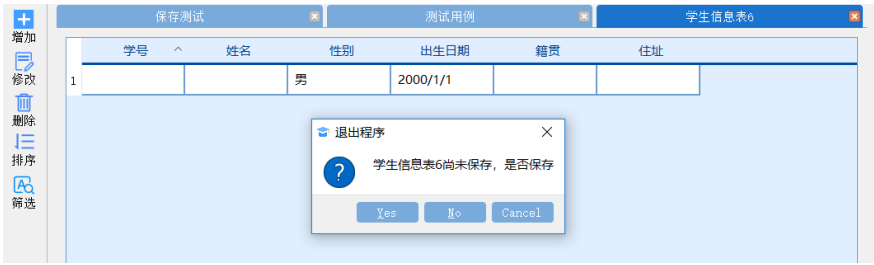 保存测试
测试用例
学生信息表6
增加
修改
删除
排序
筛选
学号 姓名 性别 出生日期 籍贯 住址
1 男 2000/1/1
退出程序
学生信息表6尚未保存，是否保存
Yes No Cancel